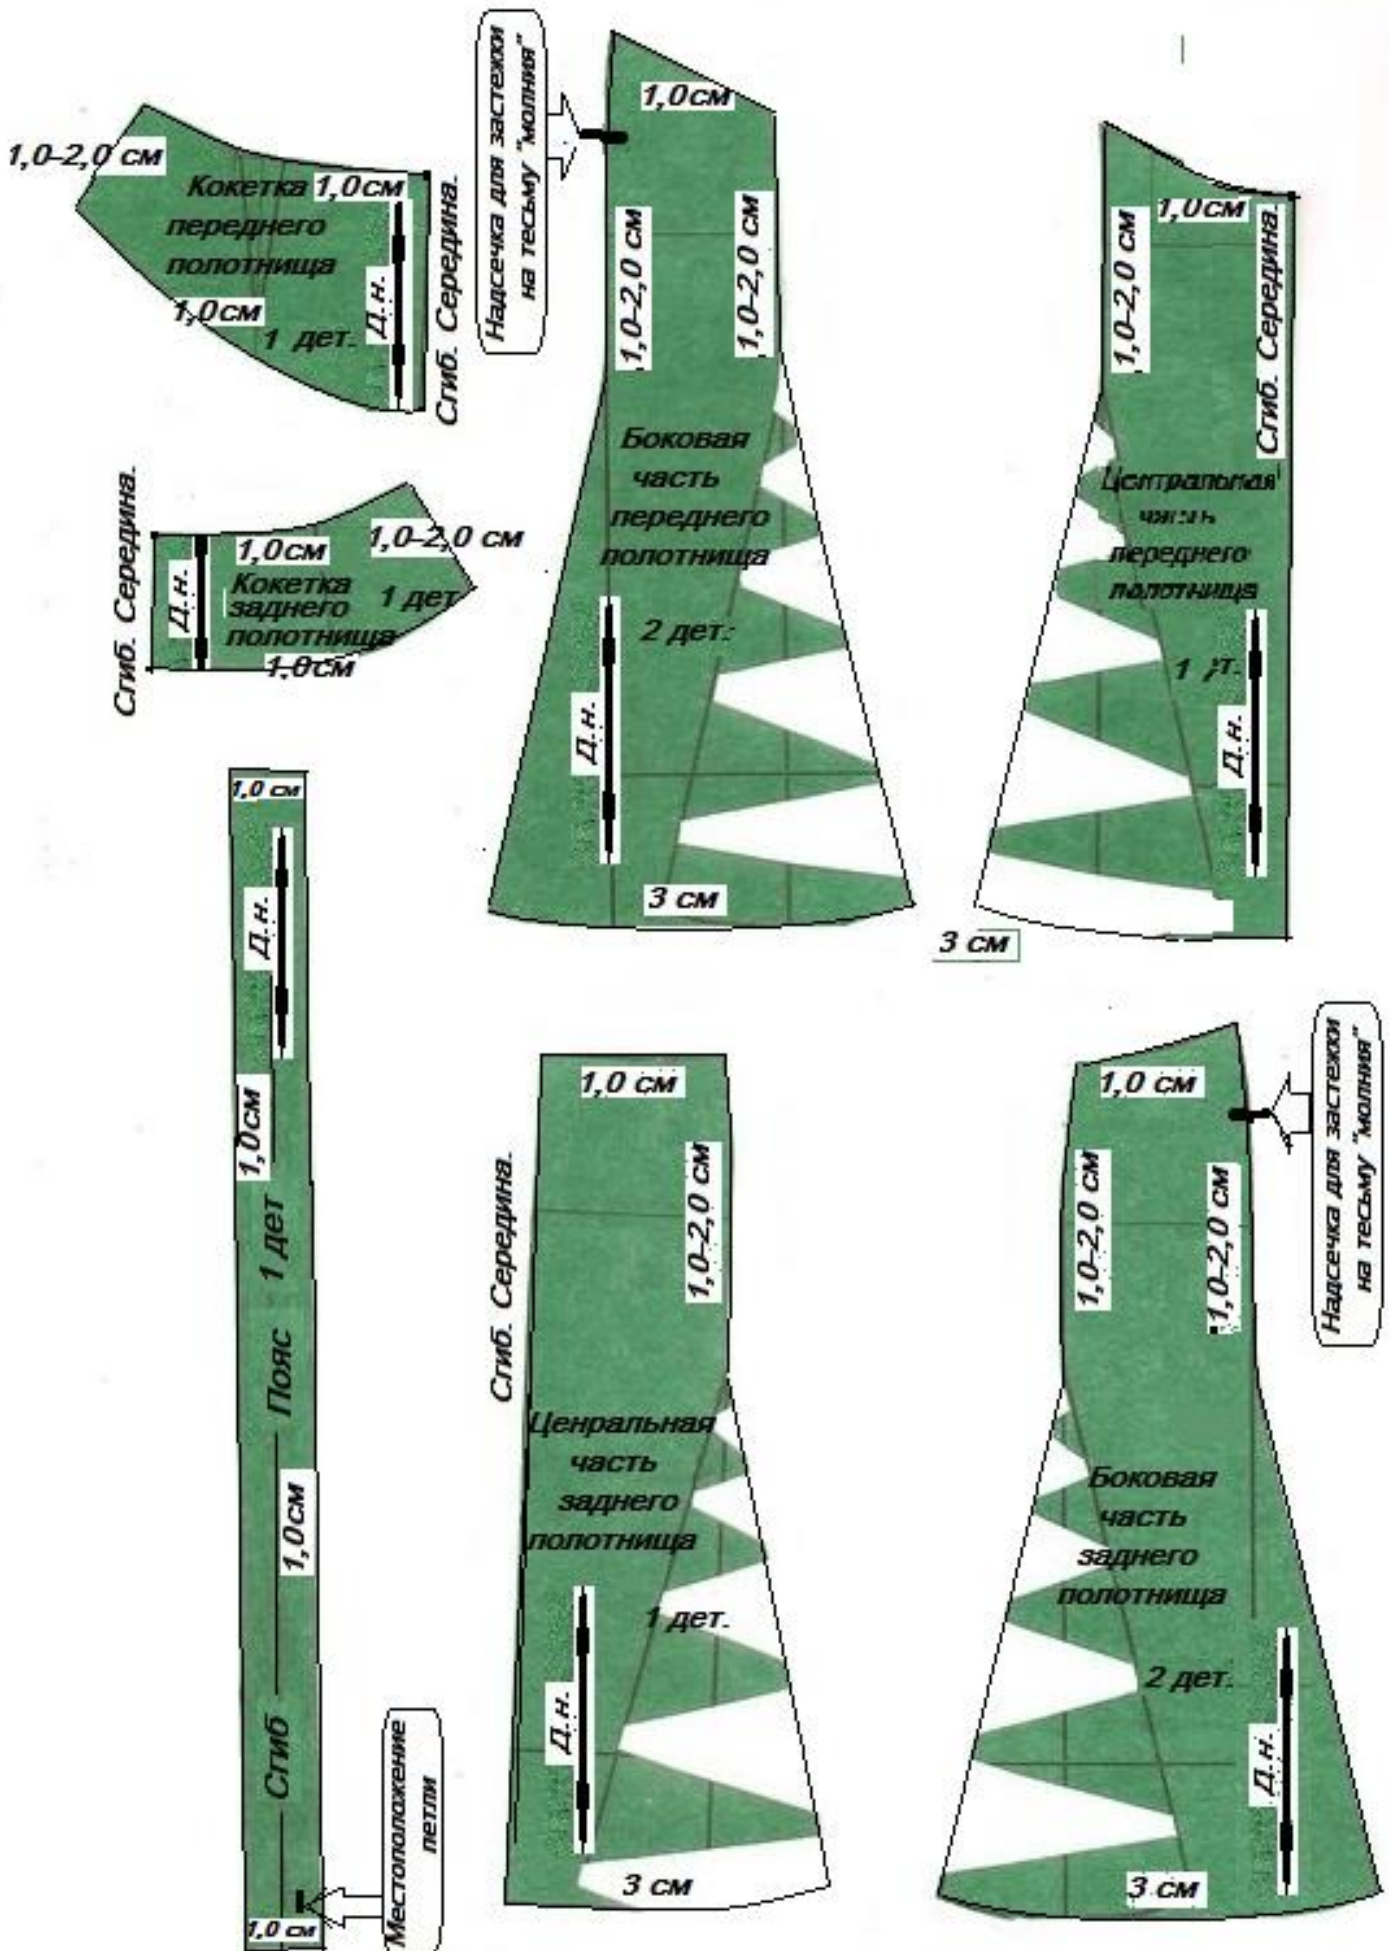 1,0-2,0 см
Кокетка
переднего
полотнища
1,0см
1,0см
1 дет.
Д.н.
Сгиб. Середина.
Надсечка для застежки
на тесьму "молния"
1,0см
1,0-2,0 см
1,0-2,0 см
Боковая
часть
переднего
полотнища
2 дет.
Д.н.
3 см
1,0см
1,0-2,0 см
Сгиб. Середина.
Центральная
часть
переднего
полотнища
Д.н.
3 см
Сгиб. Середина.
Д.н.
1,0см
1,0-2,0 см
Кокетка
заднего
полотнища
1 дет
1,0см
1,0 см
Д.н.
1,0см
Пояс 1 дет
1,0см
Сгиб
1,0 см
Местоположение
петли
1,0 см
Сгиб. Середина.
1,0-2,0 см
Ценральная
часть
заднего
полотнища
1 дет.
Д.н.
3 см
1,0 см
1,0-2,0 см
1,0-2,0 см
Надсечка для застежки
на тесьму "молния"
Боковая
часть
заднего
полотнища
2 дет.
Д.н.
3 см